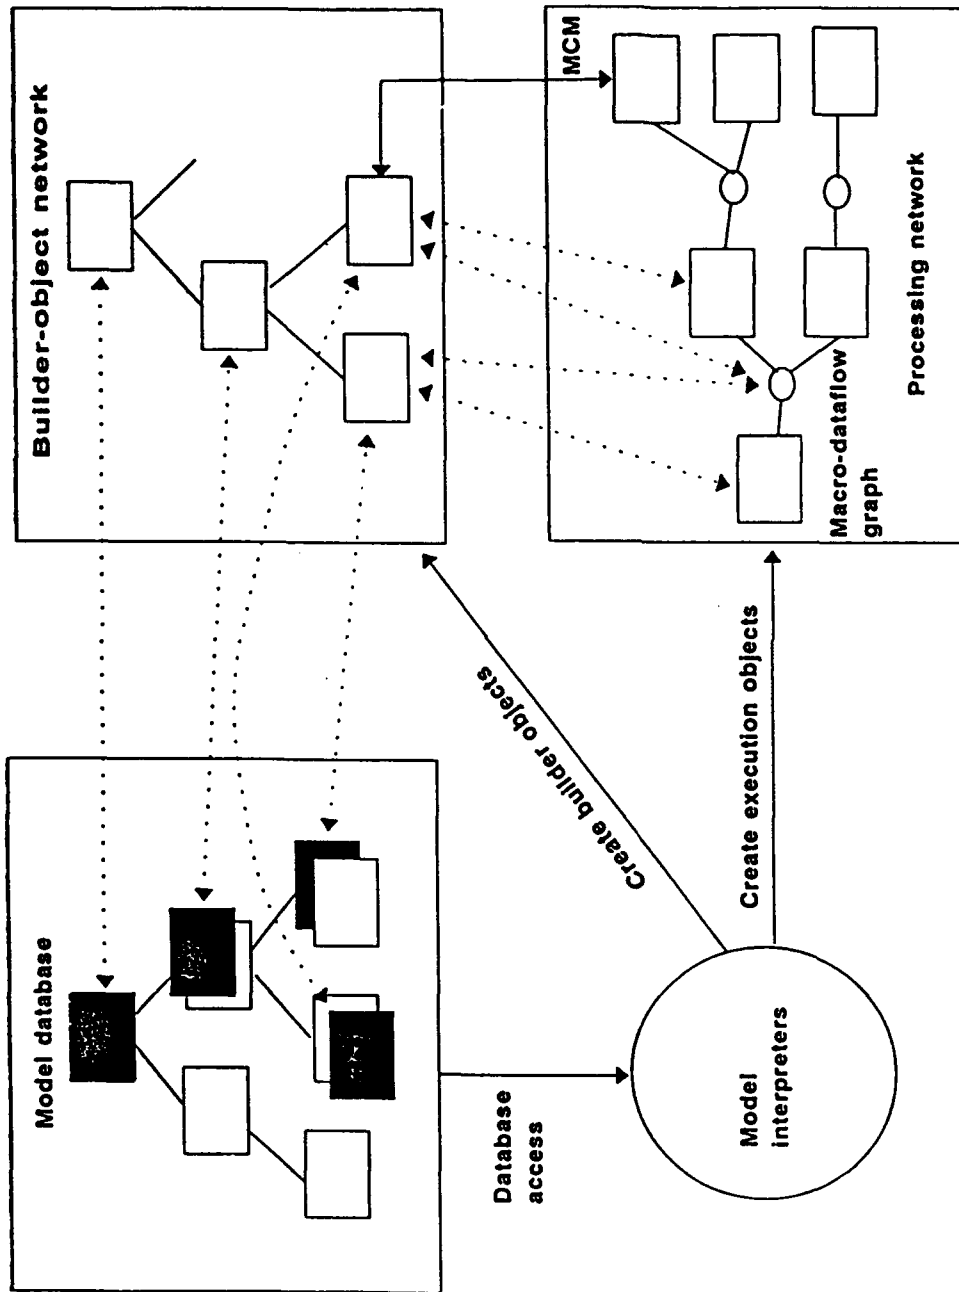 Model database
Builder-object network
Database
access
Model
interpreters
Create builder objects
Create execution objects
MCM
Macro-dataflow
graph
Processing network